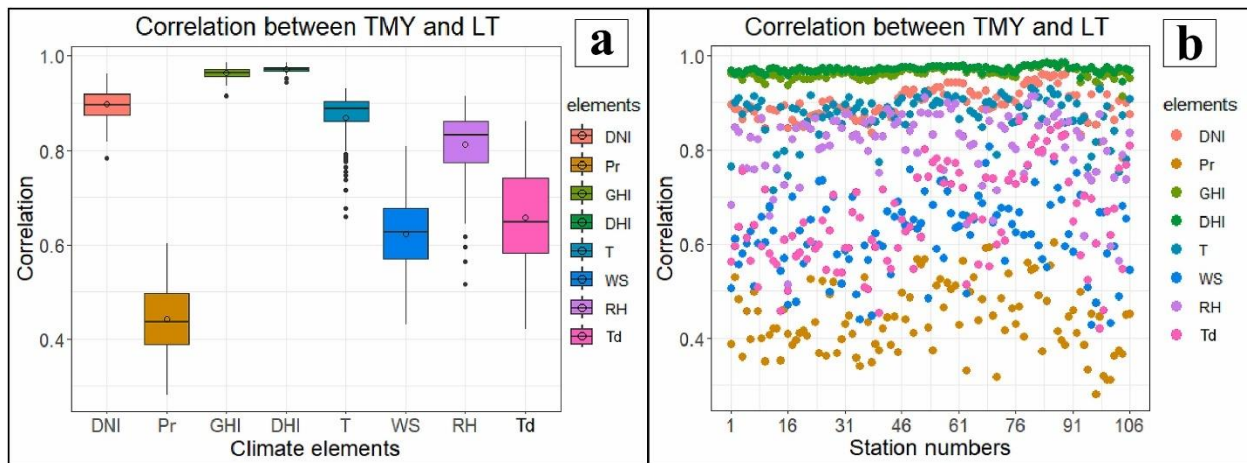 Correlation between TMY and LT
a
Correlation
1.0
0.8
0.6
0.4
DNI Pr GHI DHI T WS RH Td
Climate elements
elements
DNI
Pr
GHI
DHI
T
WS
RH
Td
Correlation between TMY and LT
b
Correlation
1.0
0.8
0.6
0.4
1 16 31 46 61 76 91 106
Station numbers
elements
DNI
Pr
GHI
DHI
T
WS
RH
Td